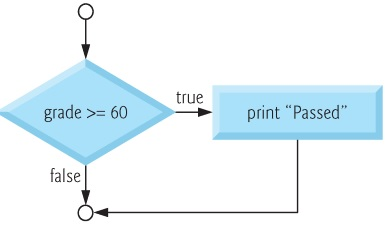 true
grade >= 60
print “Passed”
false